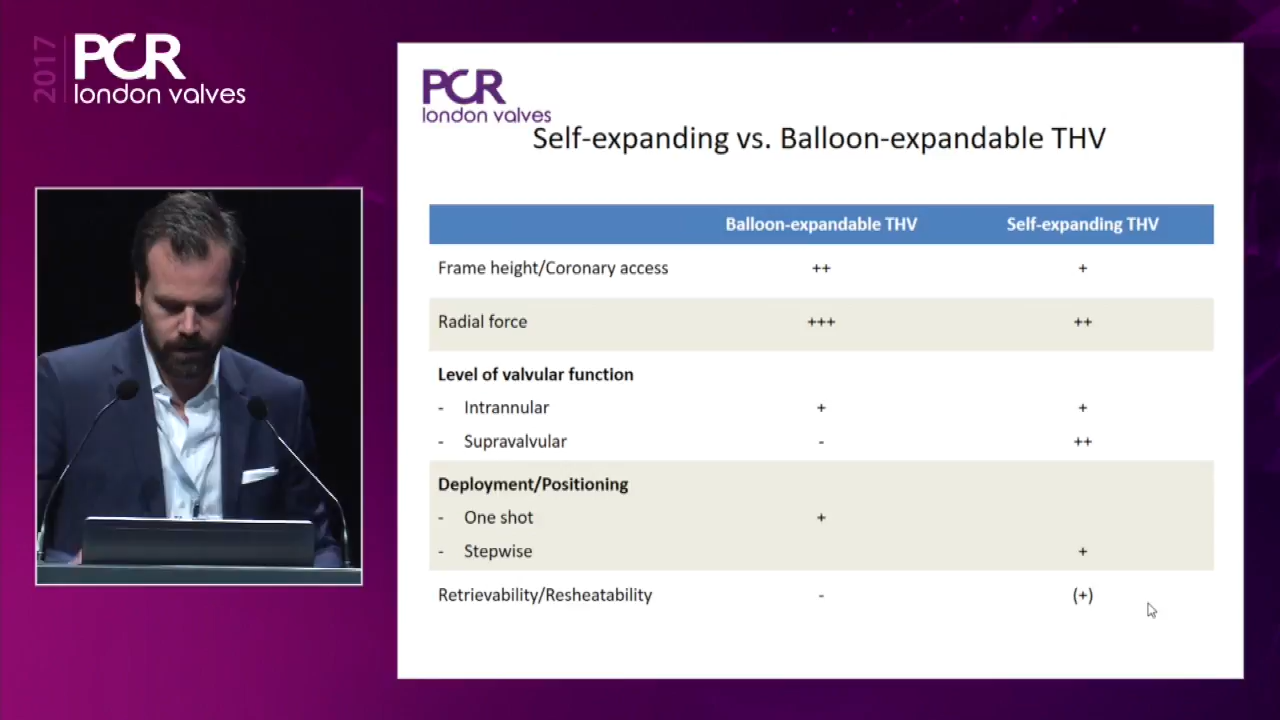 2017
PCR
london valves
PCR
london valves
Self-expanding vs. Balloon-expandable THV
Balloon-expandable THV Self-expanding THV
Frame height/Coronary access ++ +
Radial force +++ ++
Level of valvular function
- Intrannular + +
- Supravalvular - ++
Deployment/Positioning
- One shot +
- Stepwise +
Retrievability/Resheatability - (+)